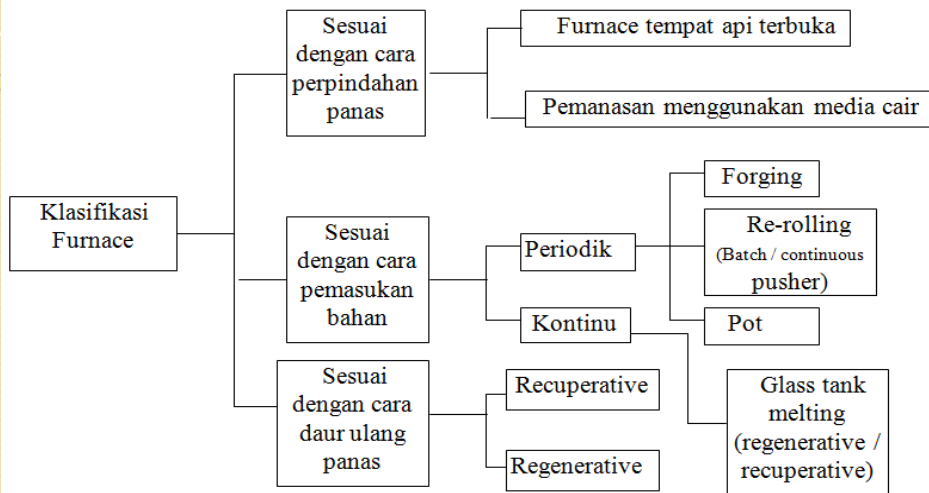 Klasifikasi
Furnace
Sesuai
dengan cara
perpindahan
panas
Furnace tempat api terbuka
Pemanasan menggunakan media cair
Sesuai
dengan cara
pemasukan
bahan
Periodik
Forging
Re-rolling
(Batch / continuous
pusher)
Pot
Kontinu
Glass tank
melting
(regenerative /
recuperative)
Sesuai
dengan cara
daur ulang
panas
Recuperative
Regenerative